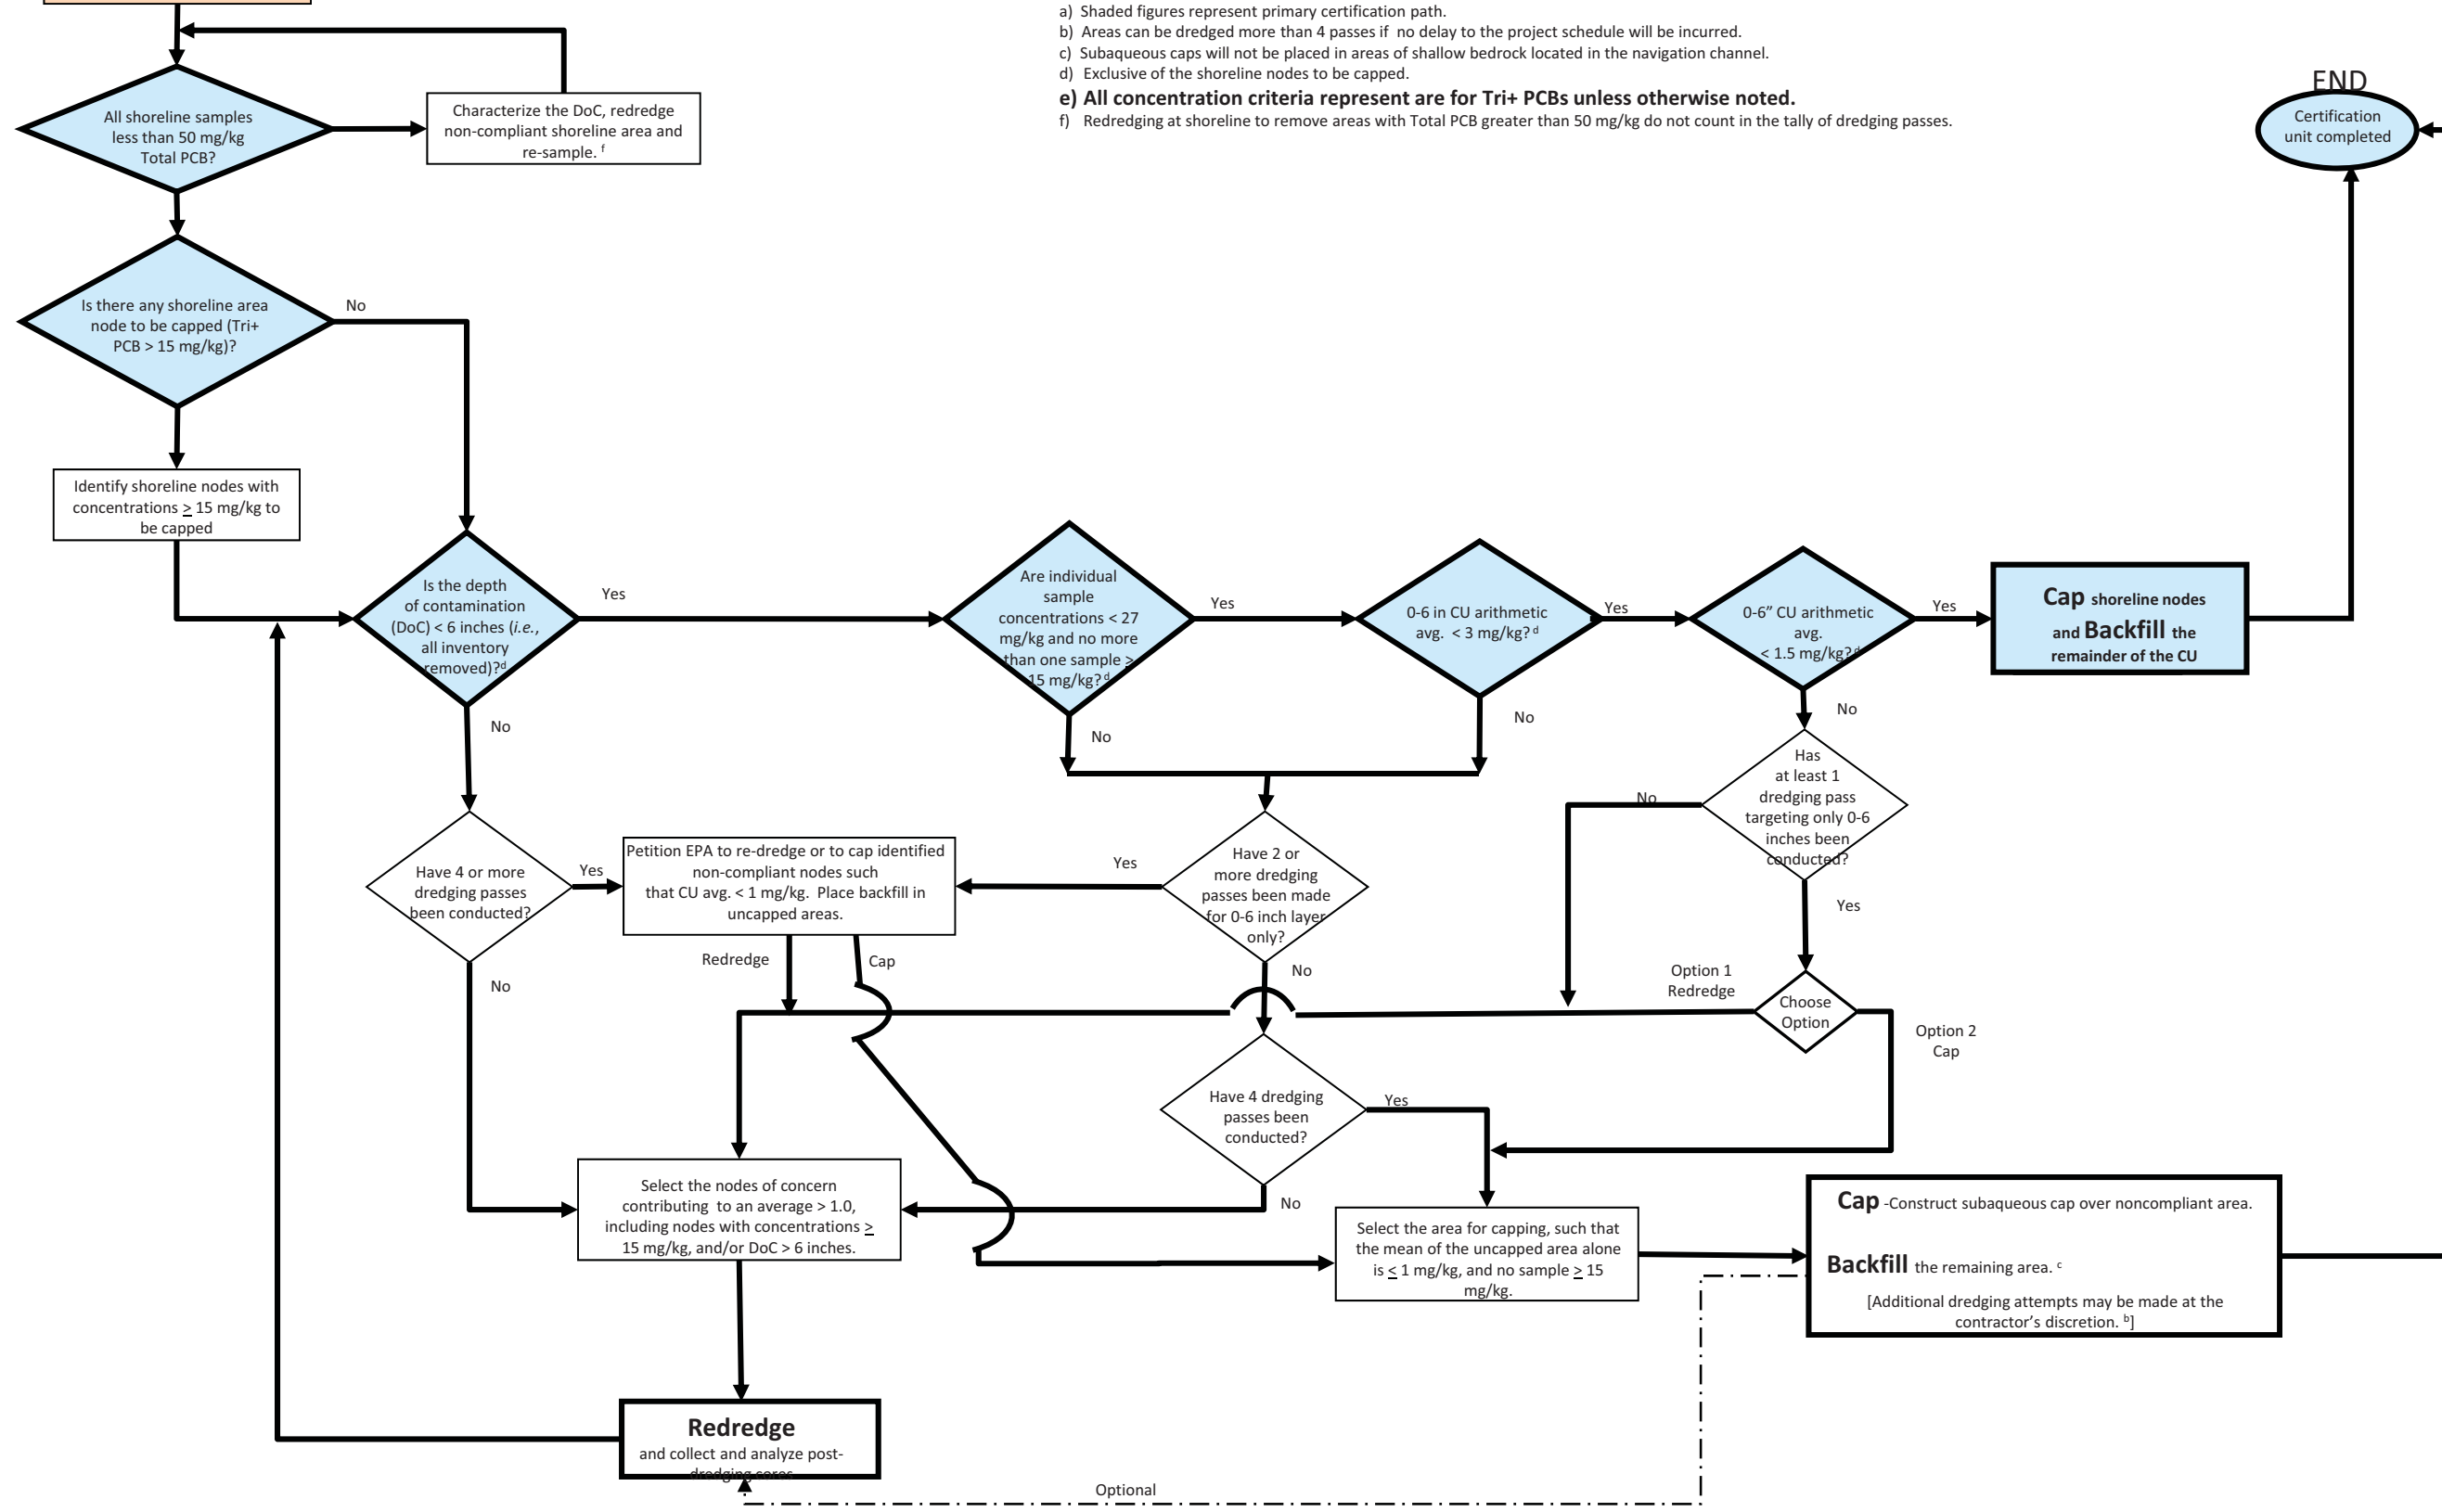 a) Shaded figures represent primary certification path.
b) Areas can be dredged more than 4 passes if no delay to the project schedule will be incurred.
c) Subaqueous caps will not be placed in areas of shallow bedrock located in the navigation channel.
d) Exclusive of the shoreline nodes to be capped.
e) All concentration criteria represent are for Tri+ PCBs unless otherwise noted.
f) Redredging at shoreline to remove areas with Total PCB greater than 50 mg/kg do not count in the tally of dredging passes.
END
Certification
unit completed
All shoreline samples
less than 50 mg/kg
Total PCB?
Characterize the DoC, redredge
non-compliant shoreline area and
re-sample. f
Is there any shoreline area
node to be capped (Tri+
PCB > 15 mg/kg)?
No
Identify shoreline nodes with
concentrations ≥ 15 mg/kg to
be capped
Is the depth
of contamination
(DoC) < 6 inches (i.e.,
all inventory
removed)?d
Yes
Are individual
sample
concentrations < 27
mg/kg and no more
than one sample ≥
15 mg/kg? d
Yes
0-6 in CU arithmetic
avg. < 3 mg/kg? d
Yes
0-6” CU arithmetic
avg.
< 1.5 mg/kg? d
Yes
Cap shoreline nodes
and Backfill the
remainder of the CU
No
No
No
No
Has
at least 1
dredging pass
targeting only 0-6
inches been
conducted?
No
Yes
Have 4 or more
dredging passes
been conducted?
Yes
Petition EPA to re-dredge or to cap identified
non-compliant nodes such
that CU avg. < 1 mg/kg. Place backfill in
uncapped areas.
Yes
Have 2 or
more dredging
passes been made
for 0-6 inch layer
only?
No
Redredge
Cap
No
Option 1
Redredge
Choose
Option
Option 2
Cap
Have 4 dredging
passes been
conducted?
Yes
No
Select the nodes of concern
contributing to an average > 1.0,
including nodes with concentrations ≥
15 mg/kg, and/or DoC > 6 inches.
Select the area for capping, such that
the mean of the uncapped area alone
is ≤ 1 mg/kg, and no sample ≥ 15
mg/kg.
Cap -Construct subaqueous cap over noncompliant area.
Backfill the remaining area. c
[Additional dredging attempts may be made at the
contractor’s discretion. b]
Redredge
and collect and analyze post-
dredging cores
Optional